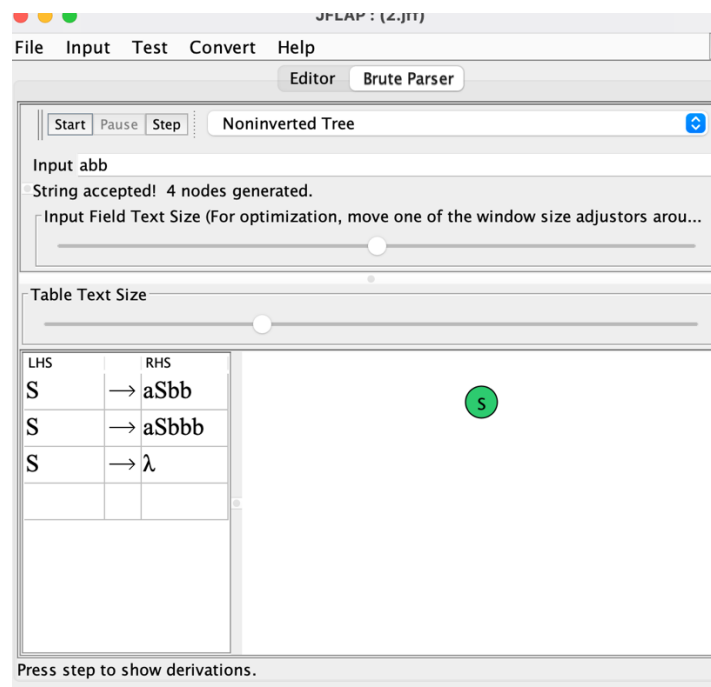 JFLAP : (2.jff)
File Input Test Convert Help
Editor Brute Parser
Start Pause Step Noninverted Tree
Input abb
String accepted! 4 nodes generated.
Input Field Text Size (For optimization, move one of the window size adjustors arou...
Table Text Size
LHS RHS
S → aSbb
S → aSbbb
S → λ
S
Press step to show derivations.